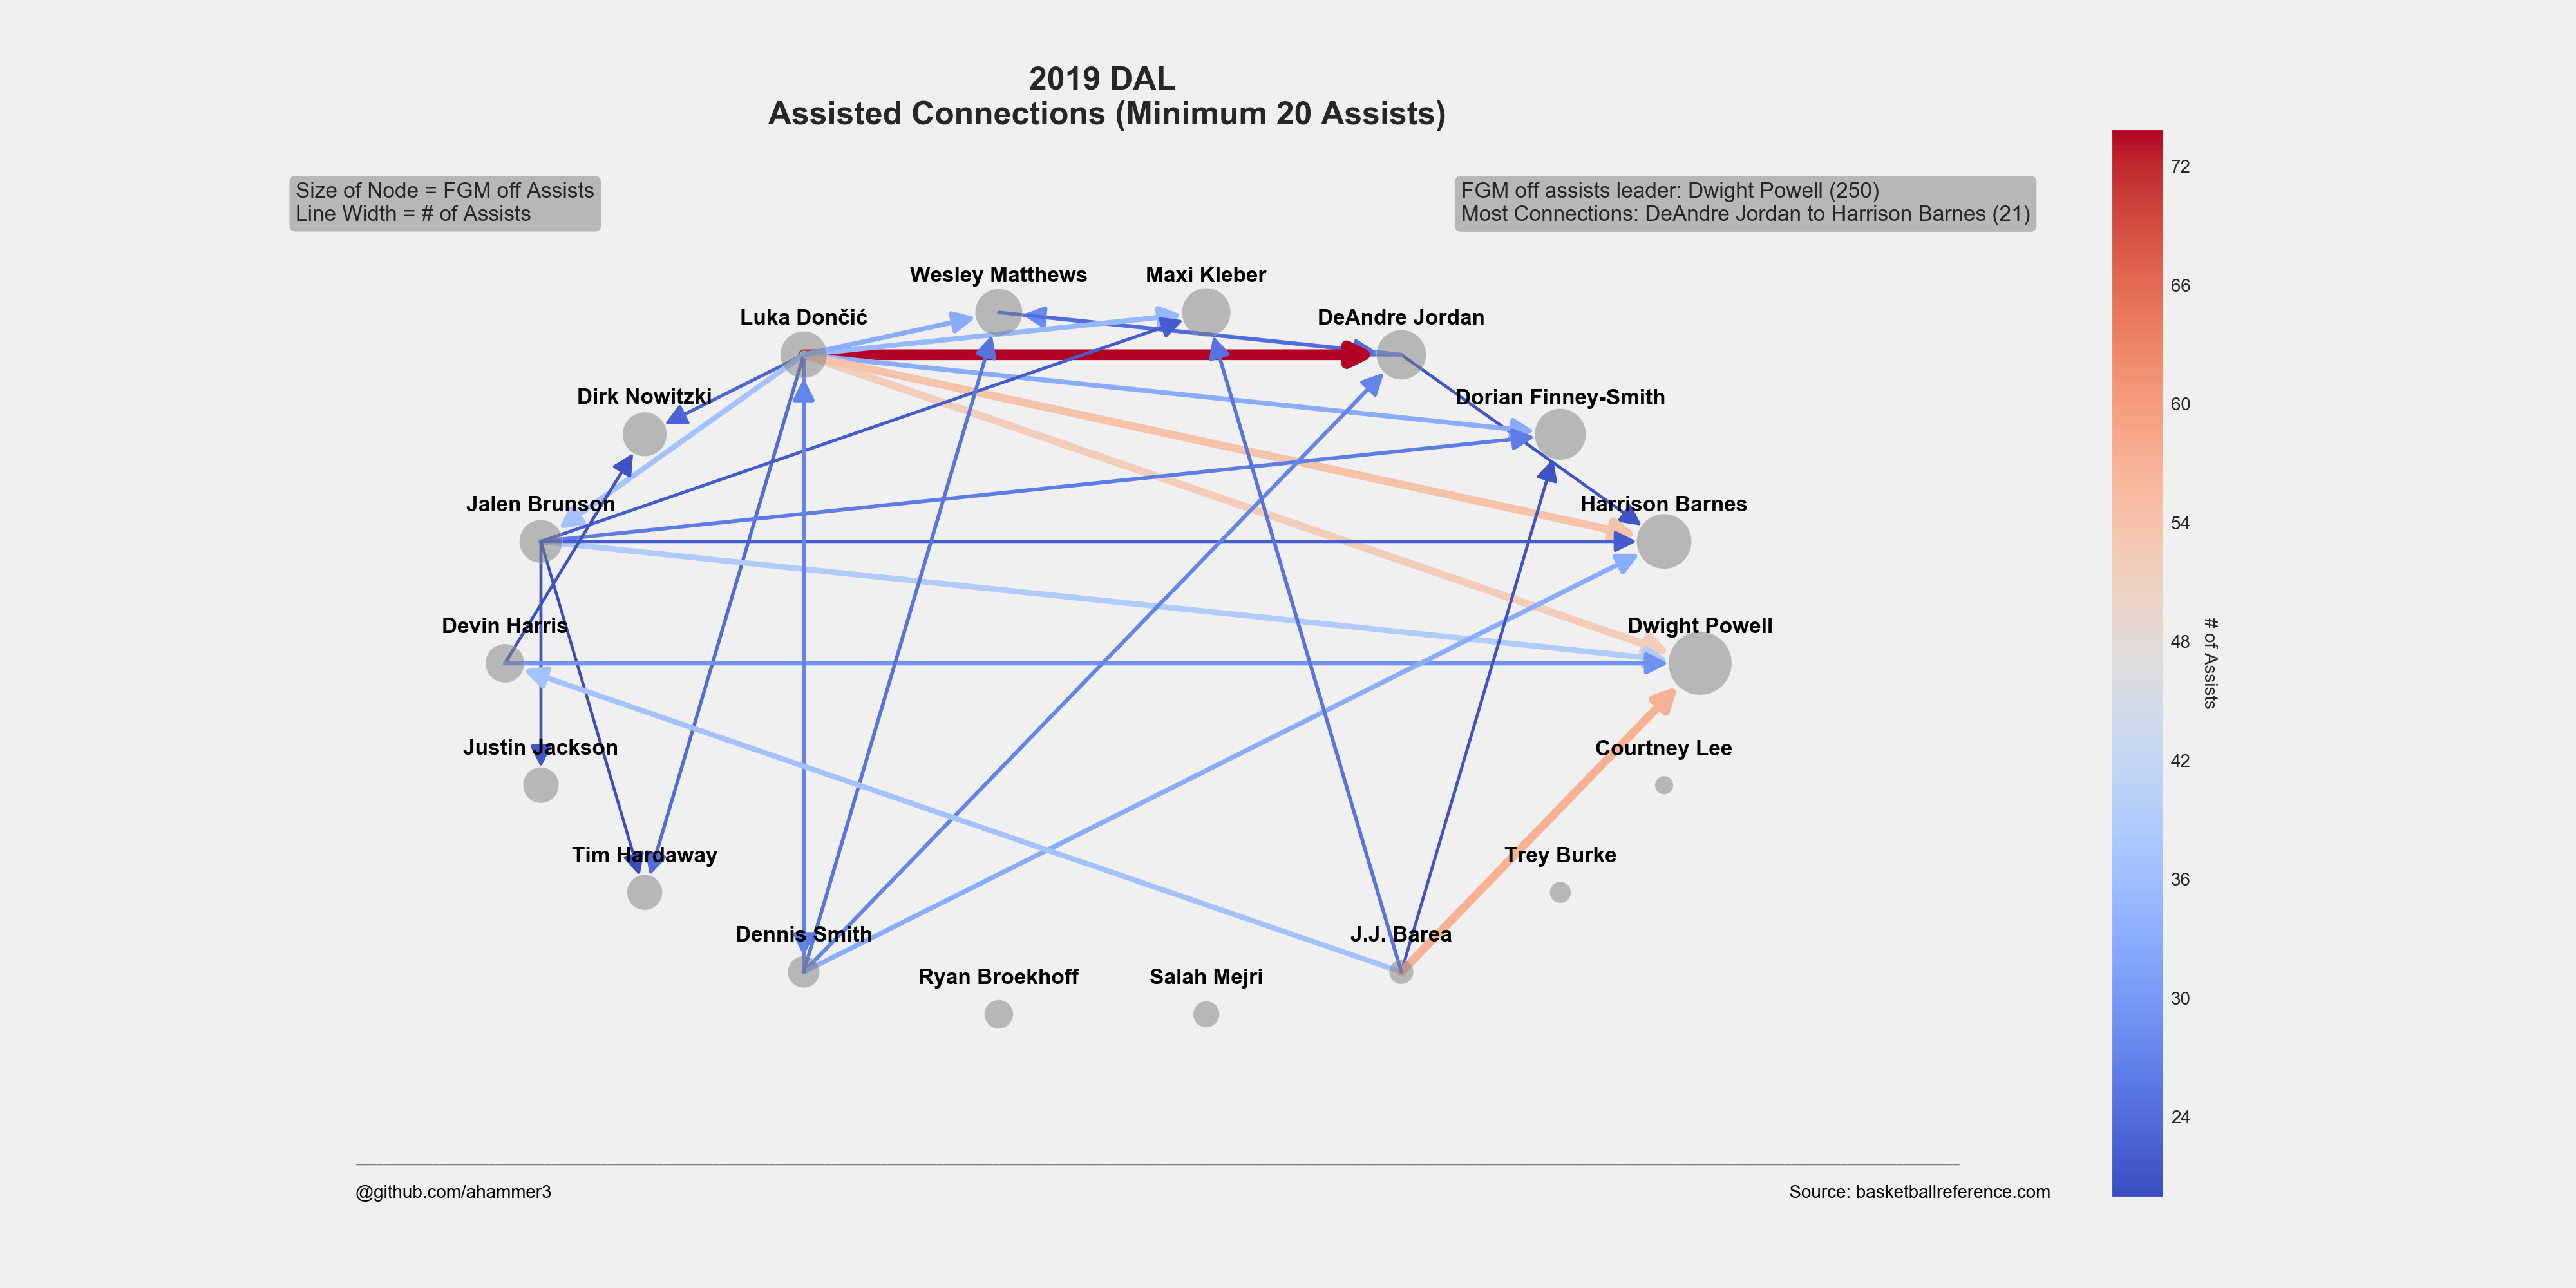 2019 DAL
Assisted Connections (Minimum 20 Assists)
Size of Node = FGM off Assists
Line Width = # of Assists
FGM off assists leader: Dwight Powell (250)
Most Connections: DeAndre Jordan to Harrison Barnes (21)
Wesley Matthews
Maxi Kleber
Luka Dončić
DeAndre Jordan
Dirk Nowitzki
Dorian Finney-Smith
Jalen Brunson
Harrison Barnes
Devin Harris
Dwight Powell
Justin Jackson
Courtney Lee
Tim Hardaway
Trey Burke
Dennis Smith
J.J. Barea
Ryan Broekhoff
Salah Mejri
72
66
60
54
48
42
36
30
24
# of Assists
@github.com/ahammer3
Source: basketballreference.com